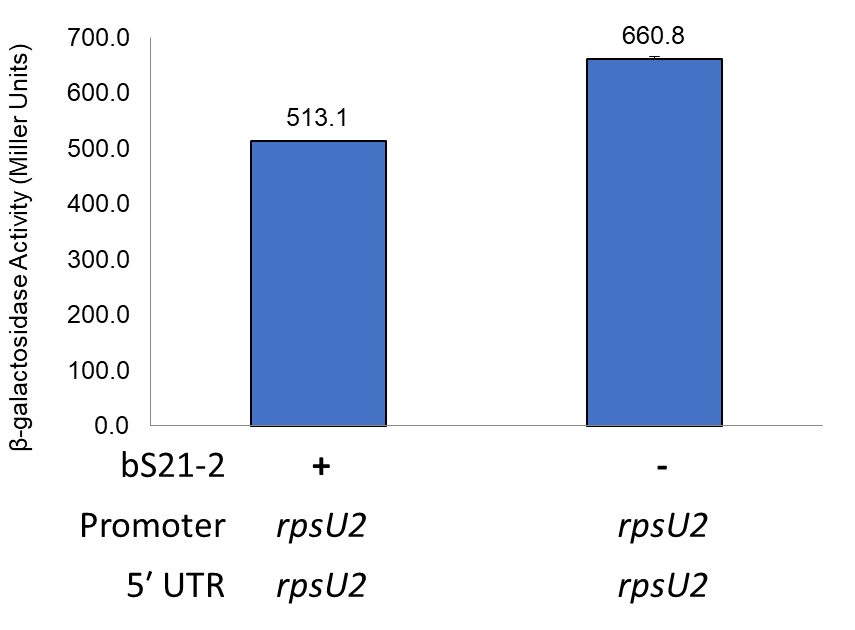 β-galactosidase Activity (Miller Units)
700.0
600.0
500.0
400.0
300.0
200.0
100.0
0.0
513.1
660.8
bS21-2 + -
Promoter rpsU2 rpsU2
5′ UTR rpsU2 rpsU2